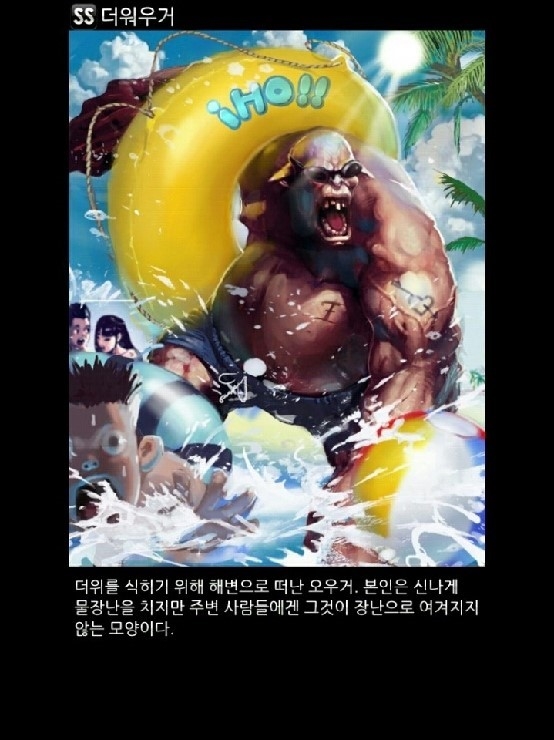 SS 더워우거
iHO!!
더위를 식히기 위해 해변으로 떠난 오우거. 본인은 신나게
물장난을 치지만 주변 사람들에겐 그것이 장난으로 여겨지지
않는 모양이다.